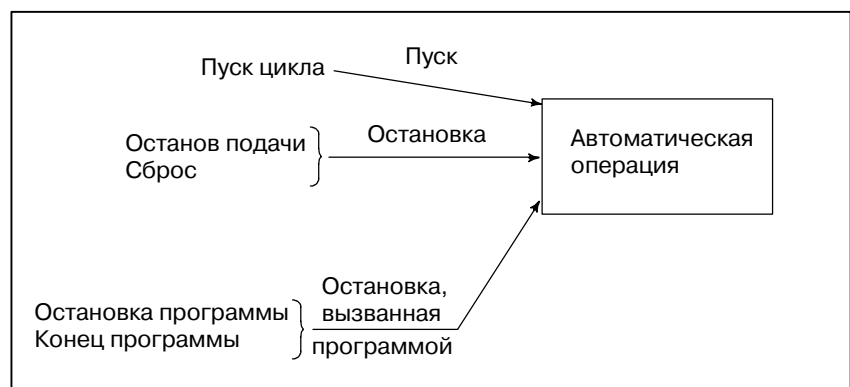 Пуск цикла
Пуск
Останов подачи
Сброс
Остановка
Автоматическая
операция
Остановка программы
Конец программы
Остановка,
вызванная
программой